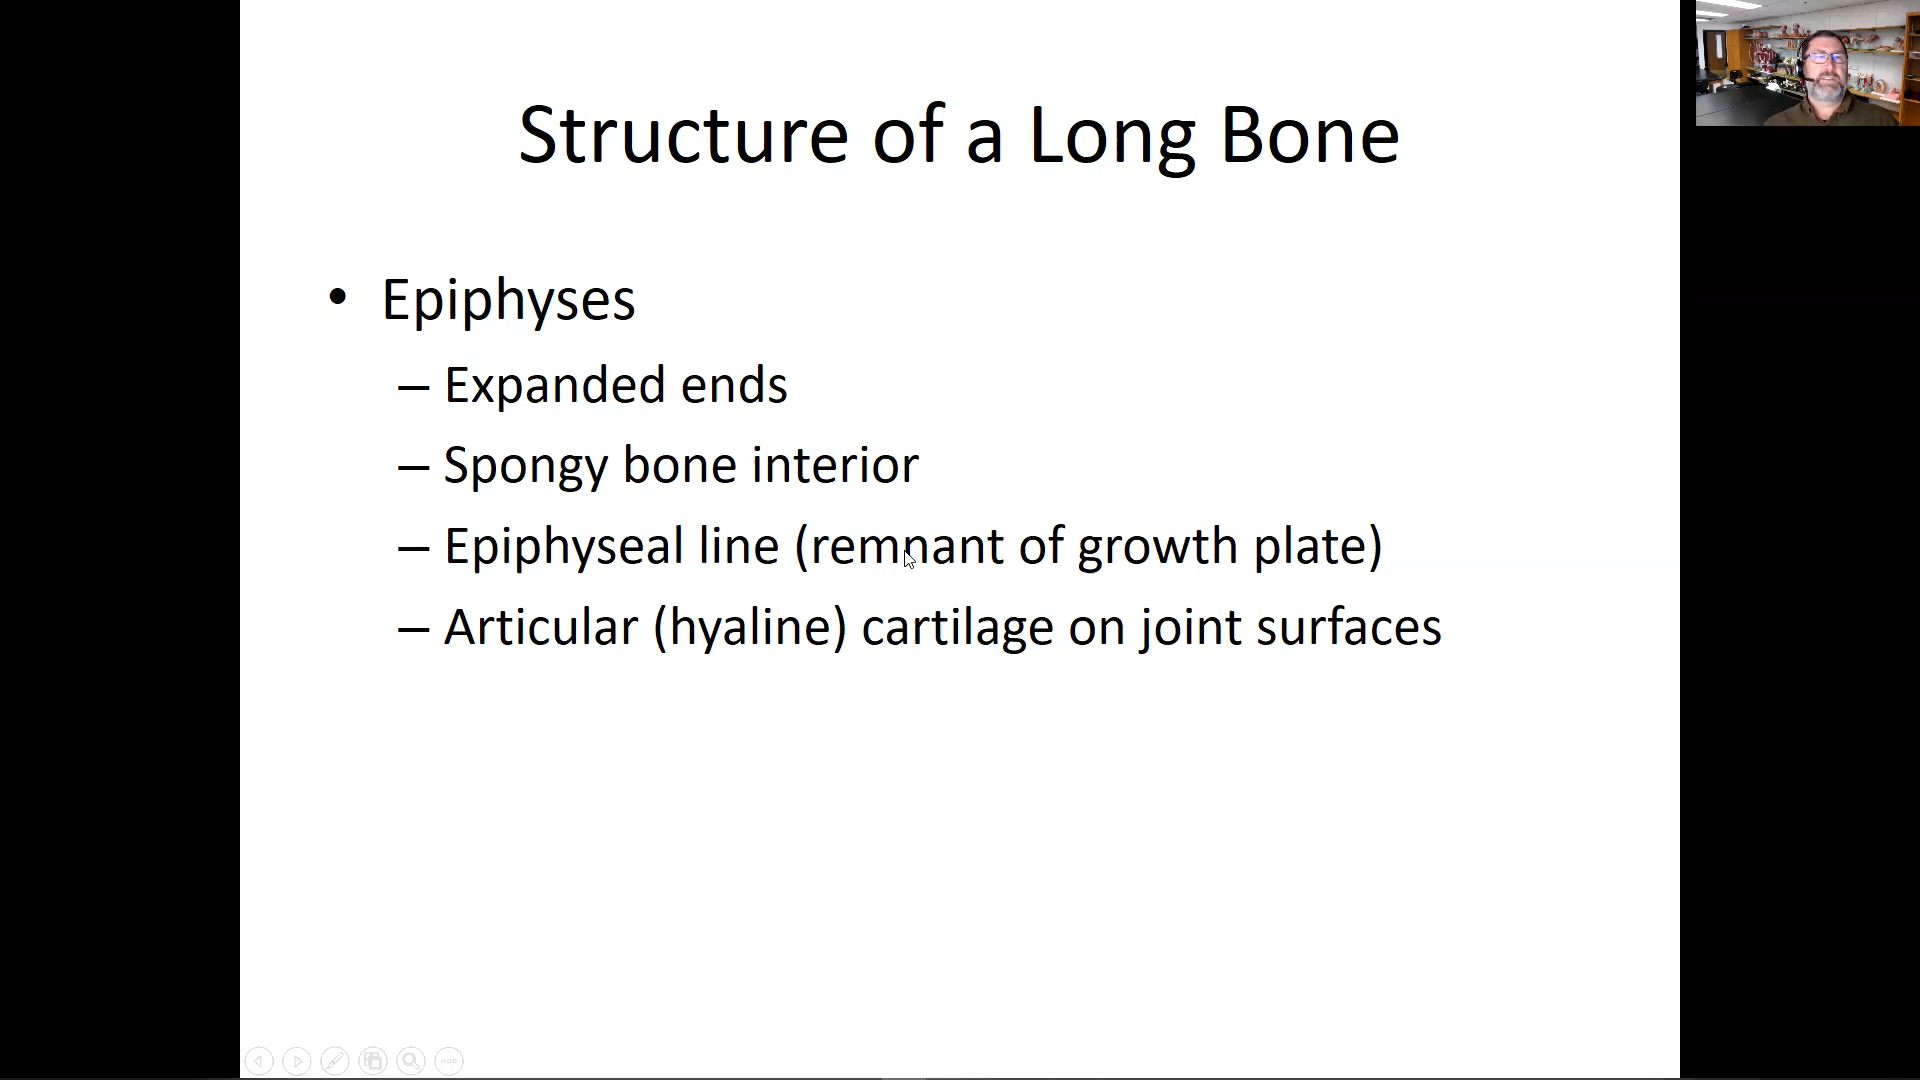 Structure of a Long Bone
• Epiphyses
– Expanded ends
– Spongy bone interior
– Epiphyseal line (remnant of growth plate)
– Articular (hyaline) cartilage on joint surfaces